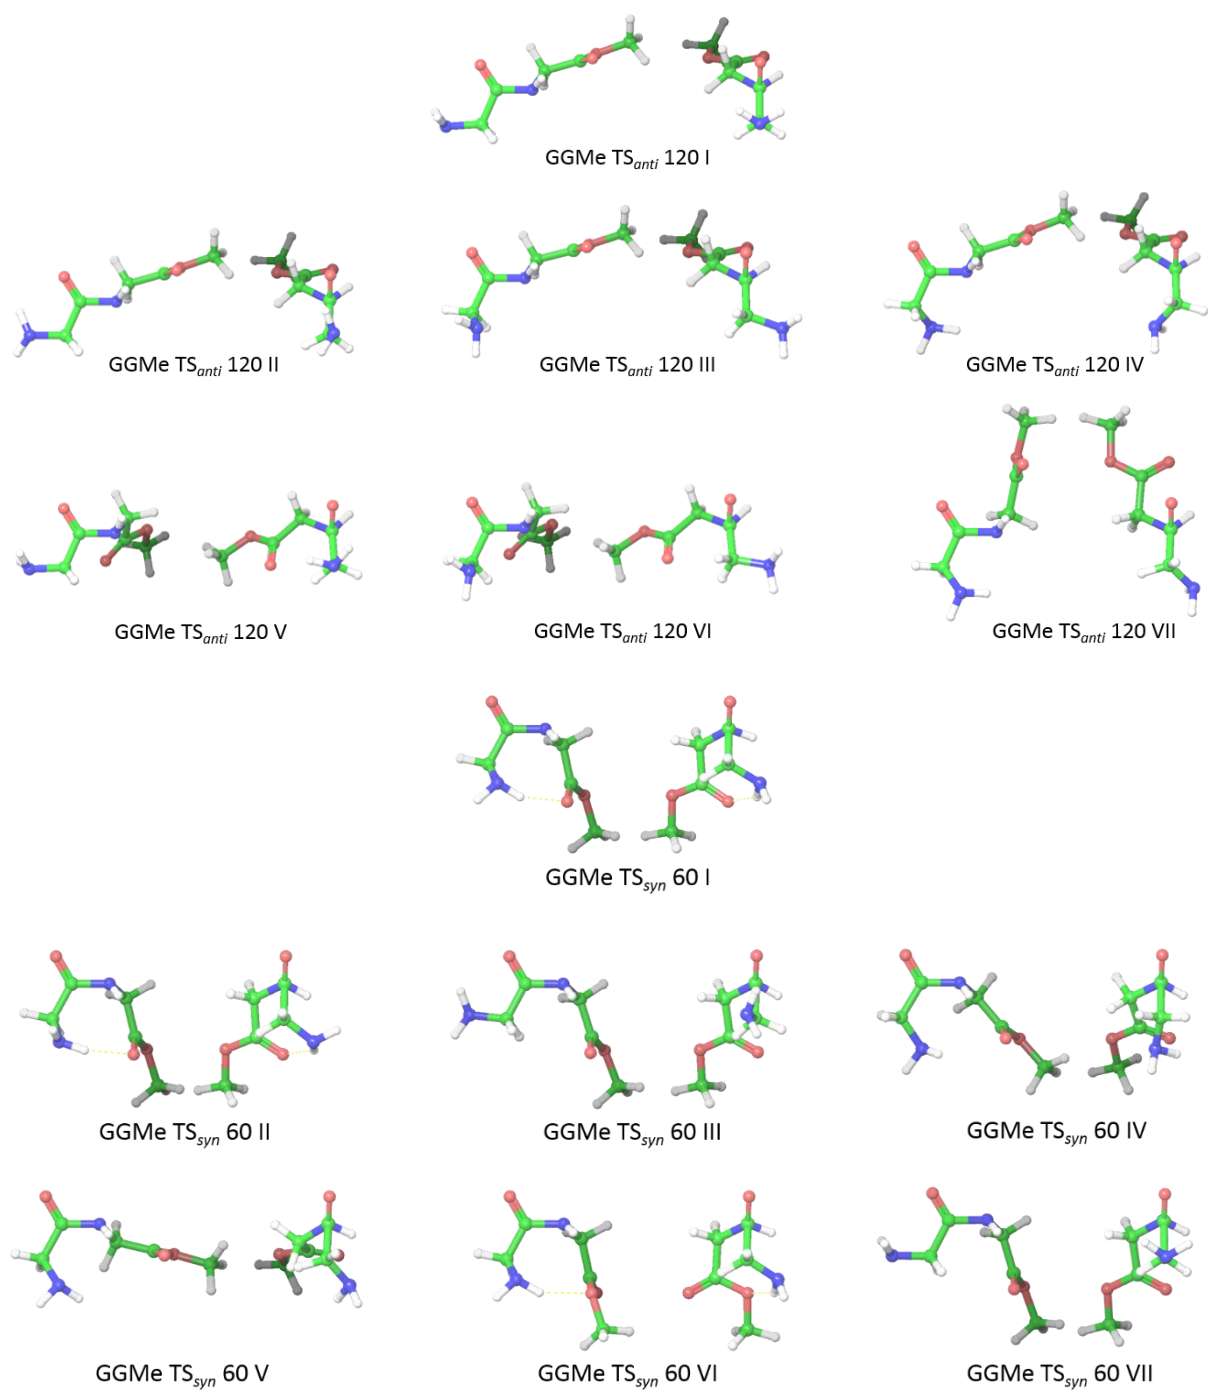 GGMe TSanti 120 I
GGMe TSanti 120 II
GGMe TSanti 120 III
GGMe TSanti 120 IV
GGMe TSanti 120 V
GGMe TSanti 120 VI
GGMe TSanti 120 VII
GGMe TSsyn 60 I
GGMe TSsyn 60 II
GGMe TSsyn 60 III
GGMe TSsyn 60 IV
GGMe TSsyn 60 V
GGMe TSsyn 60 VI
GGMe TSsyn 60 VII